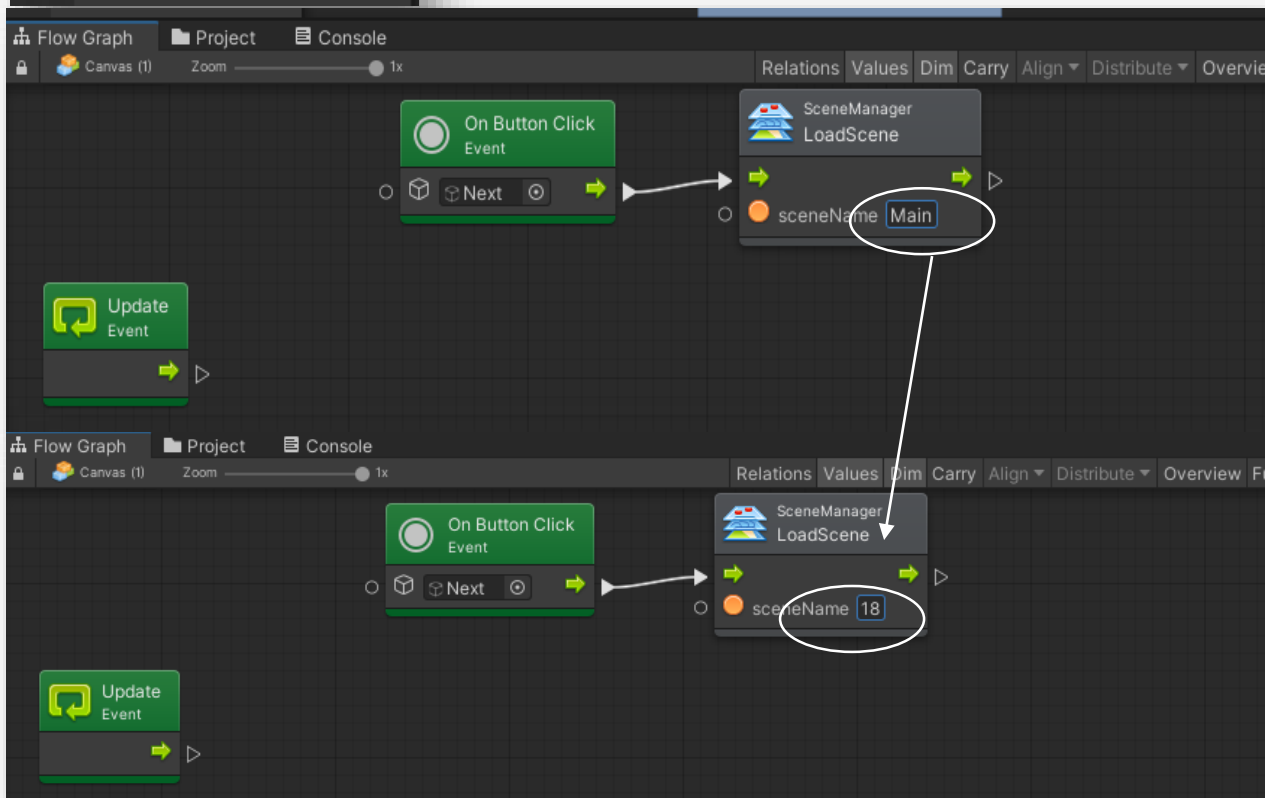 Flow Graph Project Console
Canvas (1) Zoom 1x Relations Values Dim Carry Align Distribute
On Button Click
Event
Next
SceneManager
LoadScene
sceneName Main
Update
Event
Flow Graph Project Console
Canvas (1) Zoom 1x Relations Values Dim Carry Align Distribute Overview
On Button Click
Event
Next
SceneManager
LoadScene
sceneName 18
Update
Event